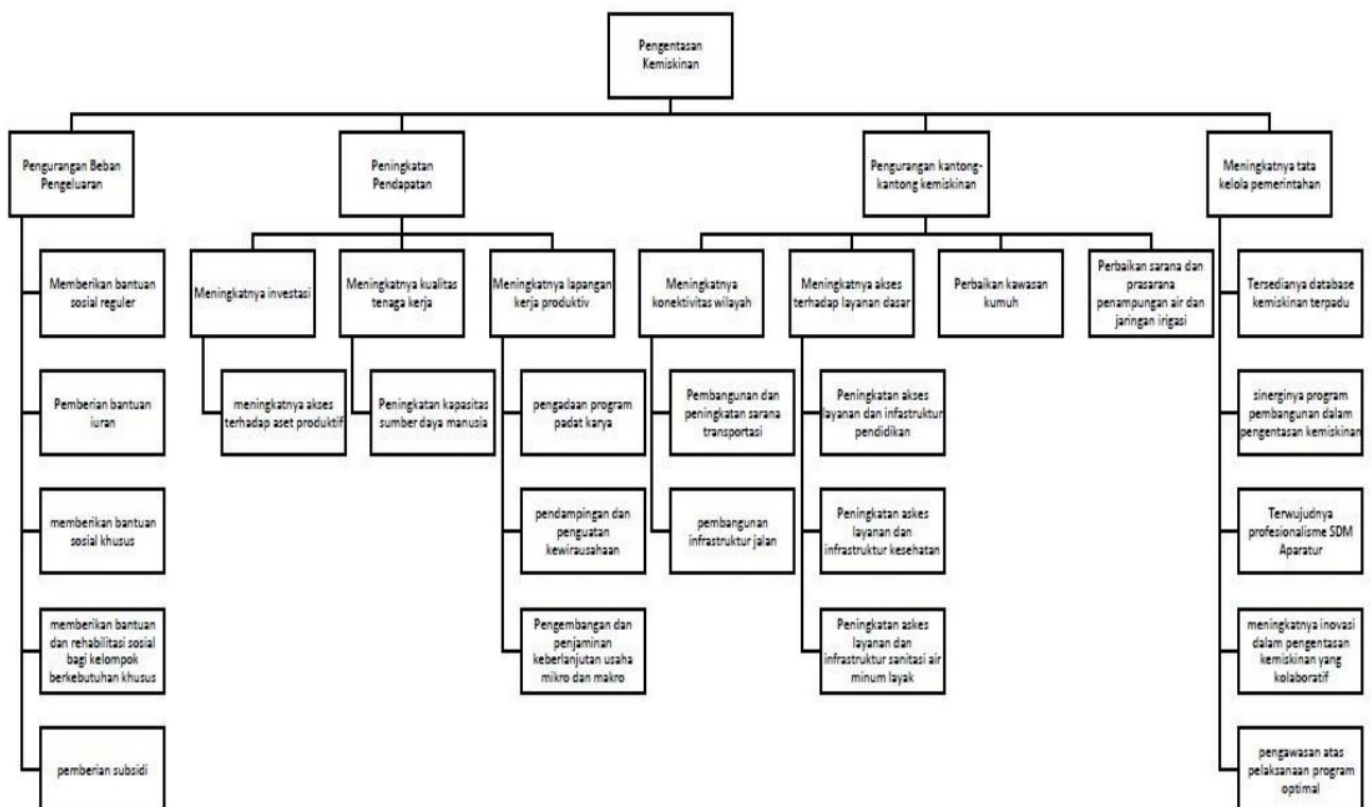 Pengentasan
Kemiskinan
Pengurangan Beban
Pengeluaran
Peningkatan
Pendapatan
Pengurangan kantong-
kantong kemiskinan
Meningkatnya tata
kelola pemerintahan
Memberikan bantuan
sosial reguler
Meningkatnya investasi
Meningkatnya kualitas
tenaga kerja
Meningkatnya lapangan
kerja produktiv
Meningkatnya
konektivitas wilayah
Meningkatnya akses
terhadap layanan dasar
Perbaikan kawasan
kumuh
Perbaikan sarana dan
prasarana
penampungan air dan
jaringan irigasi
Tersedianya database
kemiskinan terpadu
Pemberian bantuan
iuran
meningkatnya akses
terhadap aset produktif
Peningkatan kapasitas
sumber daya manusia
pengadaan program
padat karya
Pembangunan dan
peningkatan sarana
transportasi
Peningkatan akses
layanan dan infastruktur
pendidikan
sinerginya program
pembangunan dalam
pengentasan kemiskinan
memberikan bantuan
sosial khusus
pendampingan dan
penguatan
kewirausahaan
pembangunan
infrastruktur jalan
Peningkatan askes
layanan dan
infrastruktur kesehatan
Terwujudnya
profesionalisme SDM
Aparatur
memberikan bantuan
dan rehabilitasi sosial
bagi kelompok
berkebutuhan khusus
Pengembangan dan
penjaminan
keberlanjutan usaha
mikro dan makro
Peningkatan askes
layanan dan
infrastruktur sanitasi air
minum layak
meningkatnya inovasi
dalam pengentasan
kemiskinan yang
kolaboratif
pemberian subsidi
pengawasan atas
pelaksanaan program
optimal